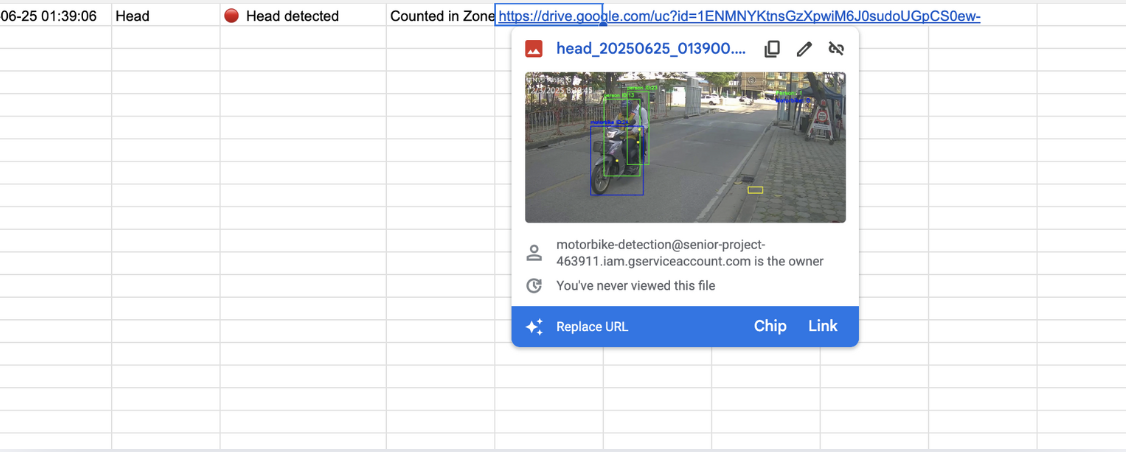 06-25 01:39:06 Head 🔴 Head detected Counted in Zone https://drive.google.com/uc?id=1ENMNYKtnsGzXpwiM6J0sudoUGpCS0ew-
head_20250625_013900....
motorbike-detection@senior-project-
463911.iam.gserviceaccount.com is the owner
You've never viewed this file
Replace URL Chip Link